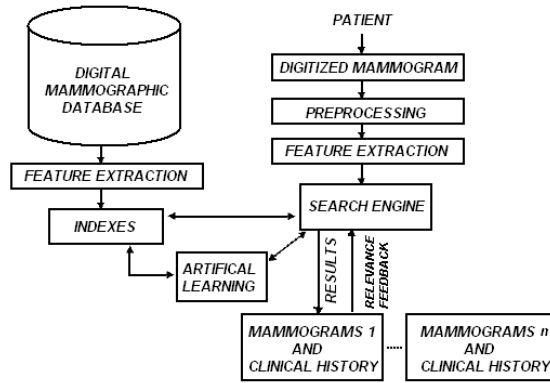 DIGITAL
MAMMOGRAPHIC
DATABASE
FEATURE EXTRACTION
INDEXES
ARTIFICAL
LEARNING
PATIENT
DIGITIZED MAMMOGRAM
PREPROCESSING
FEATURE EXTRACTION
SEARCH ENGINE
RESULTS
RELEVANCE
FEEDBACK
MAMMOGRAMS 1
AND
CLINICAL HISTORY
.....
MAMMOGRAMS n
AND
CLINICAL HISTORY